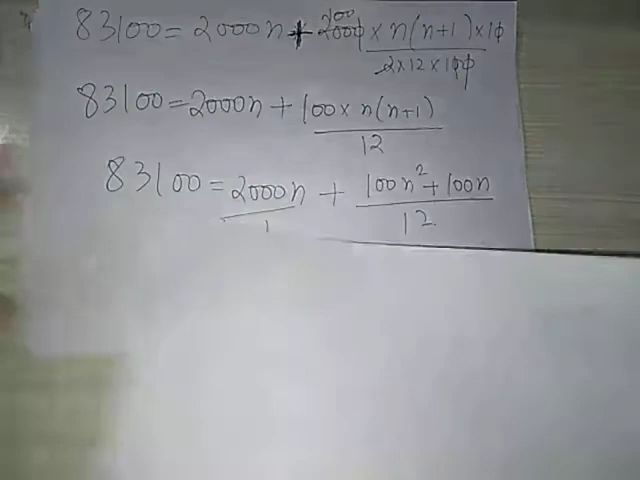 83100 = 2000n + 200 2000 × n(n+1) × 10 / 2 × 12 × 100
83100 = 2000n + 100 × n(n+1) / 12
83100 = 2000n / 1 + 100n² + 100n / 12